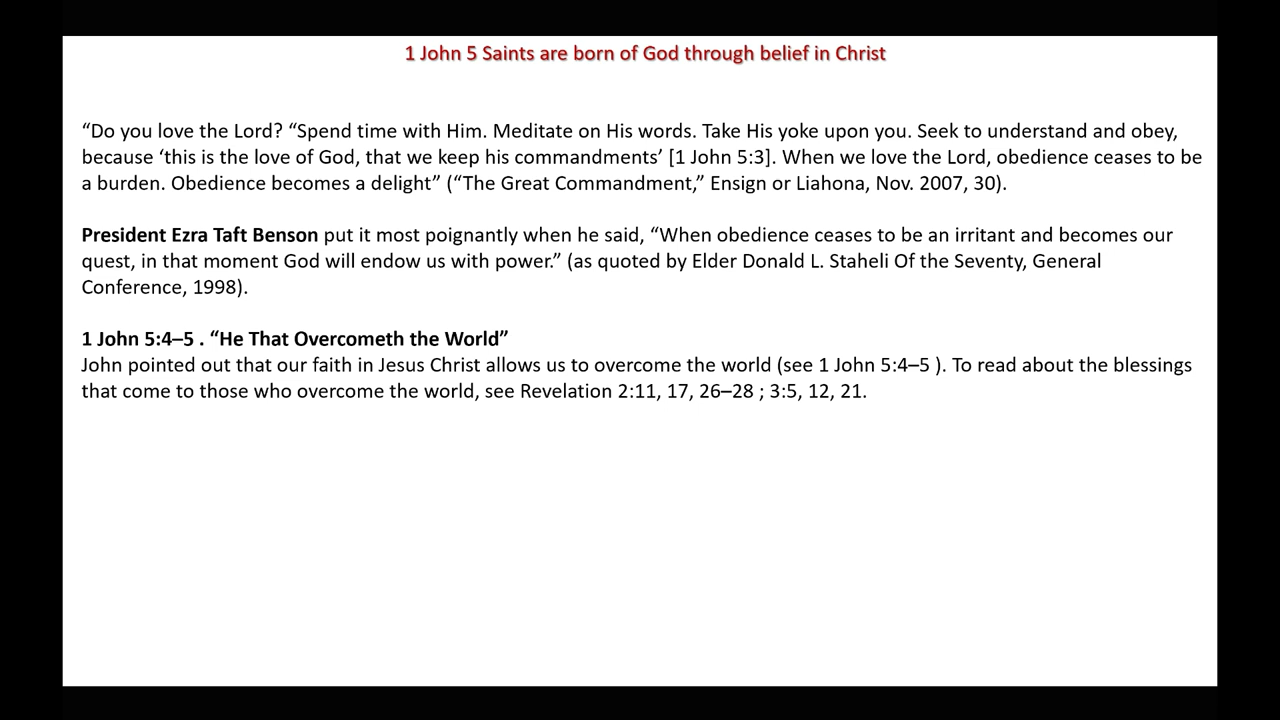 1 John 5 Saints are born of God through belief in Christ
“Do you love the Lord? “Spend time with Him. Meditate on His words. Take His yoke upon you. Seek to understand and obey,
because ‘this is the love of God, that we keep his commandments’ [1 John 5:3]. When we love the Lord, obedience ceases to be
a burden. Obedience becomes a delight” (“The Great Commandment,” Ensign or Liahona, Nov. 2007, 30).
President Ezra Taft Benson put it most poignantly when he said, “When obedience ceases to be an irritant and becomes our
quest, in that moment God will endow us with power.” (as quoted by Elder Donald L. Staheli Of the Seventy, General
Conference, 1998).
1 John 5:4–5 . “He That Overcometh the World”
John pointed out that our faith in Jesus Christ allows us to overcome the world (see 1 John 5:4–5 ). To read about the blessings
that come to those who overcome the world, see Revelation 2:11, 17, 26–28 ; 3:5, 12, 21.